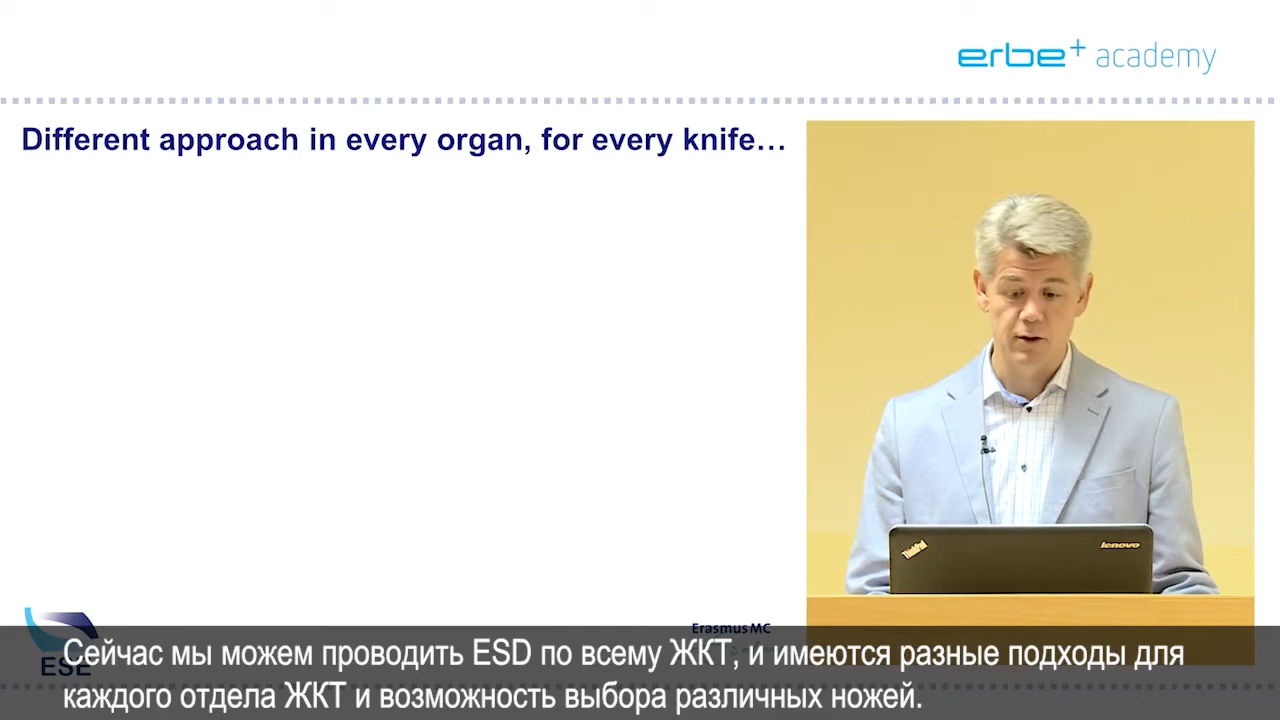 erbe+ academy
Different approach in every organ, for every knife…
ThinkPad
lenovo
Erasmus MC
ESE
Сейчас мы можем проводить ESD по всему ЖКТ, и имеются разные подходы для
каждого отдела ЖКТ и возможность выбора различных ножей.